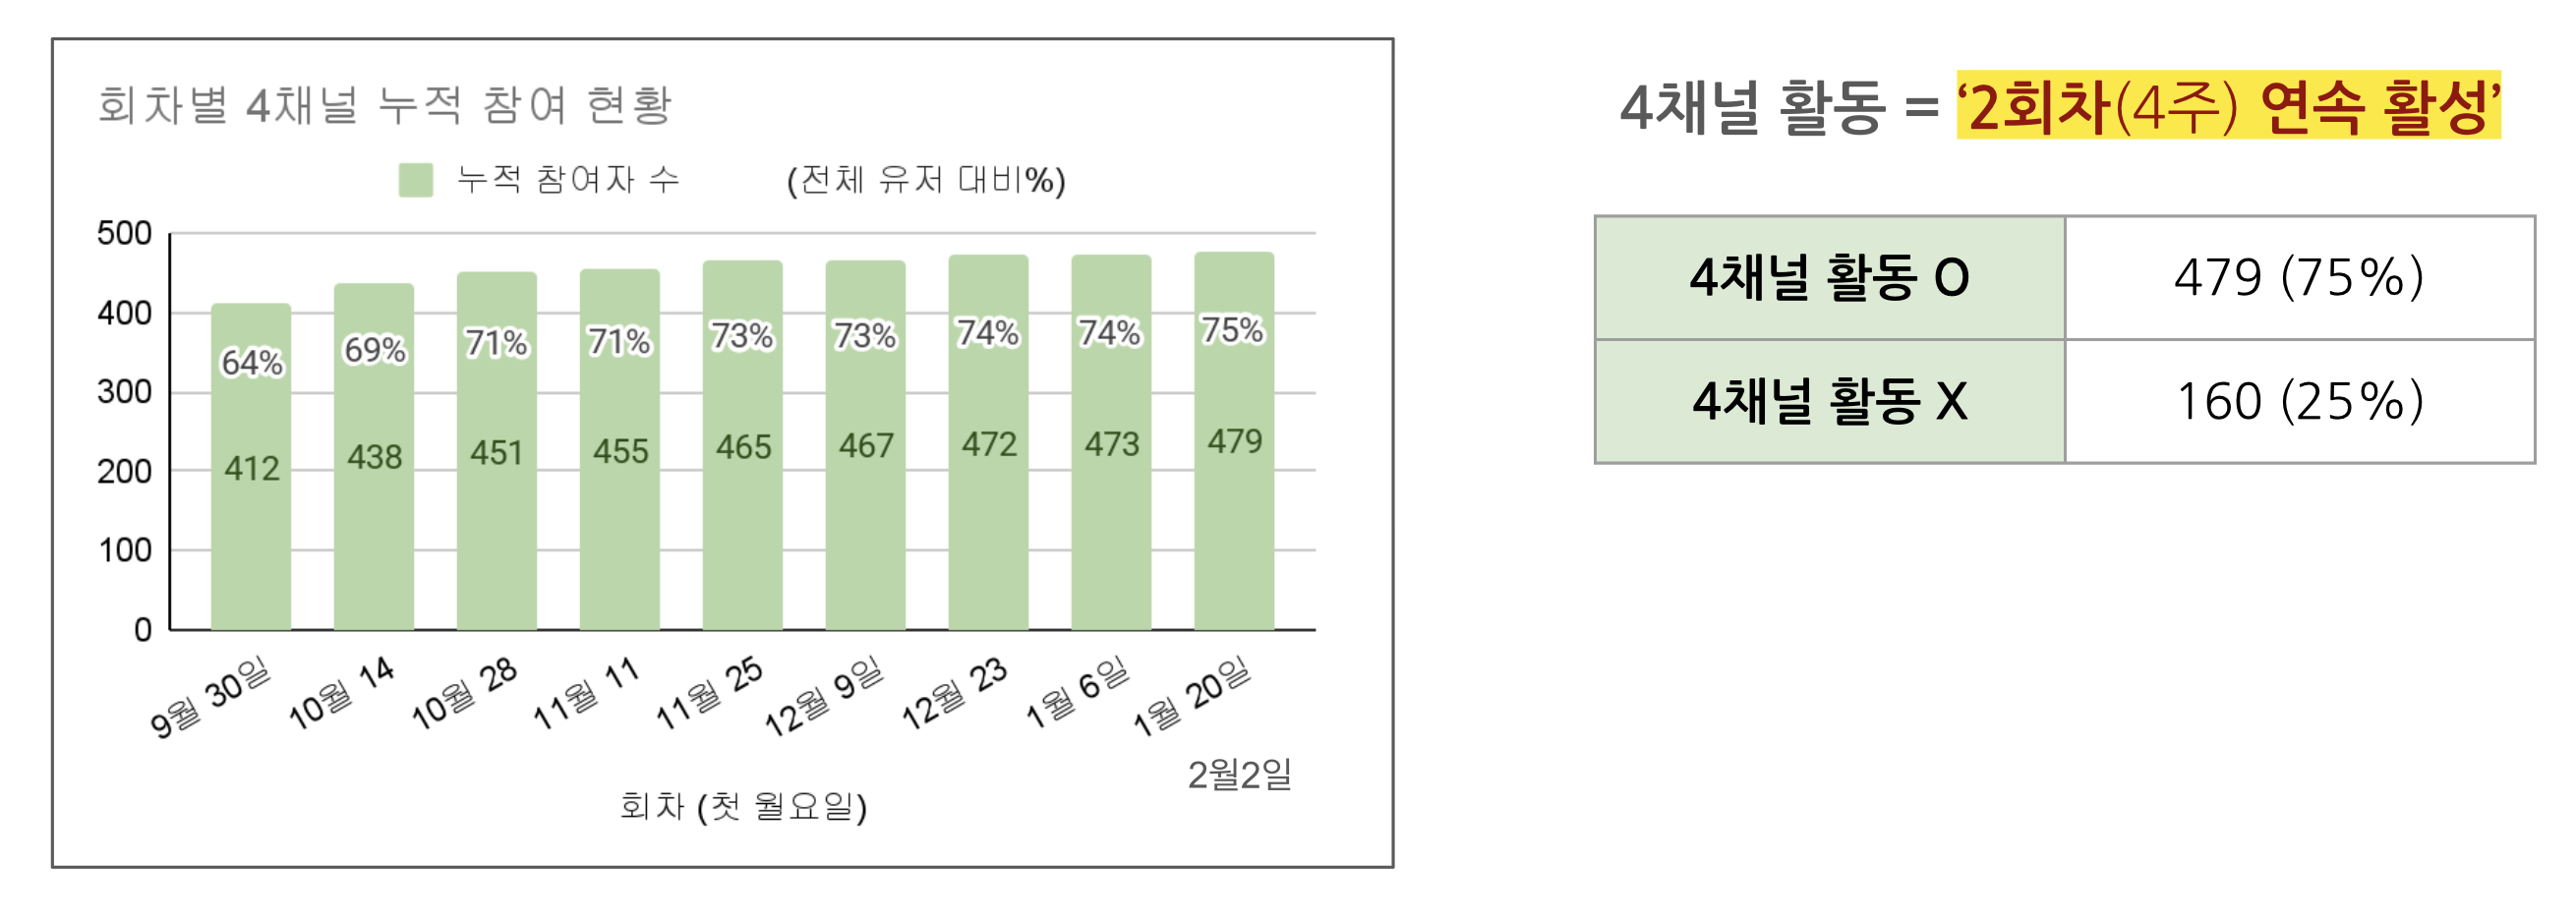 회차별 4채널 누적 참여 현황
누적 참여자 수 (전체 유저 대비%)
500
400
300
200
100
0
64% 69% 71% 71% 73% 73% 74% 74% 75%
412 438 451 455 465 467 472 473 479
9월 30일 10월 14 10월 28 11월 11 11월 25 12월 9일 12월 23 1월 6일 1월 20일
2월2일
회차 (첫 월요일)
4채널 활동 = ‘2회차(4주) 연속 활성’
4채널 활동 O 479 (75%)
4채널 활동 X 160 (25%)